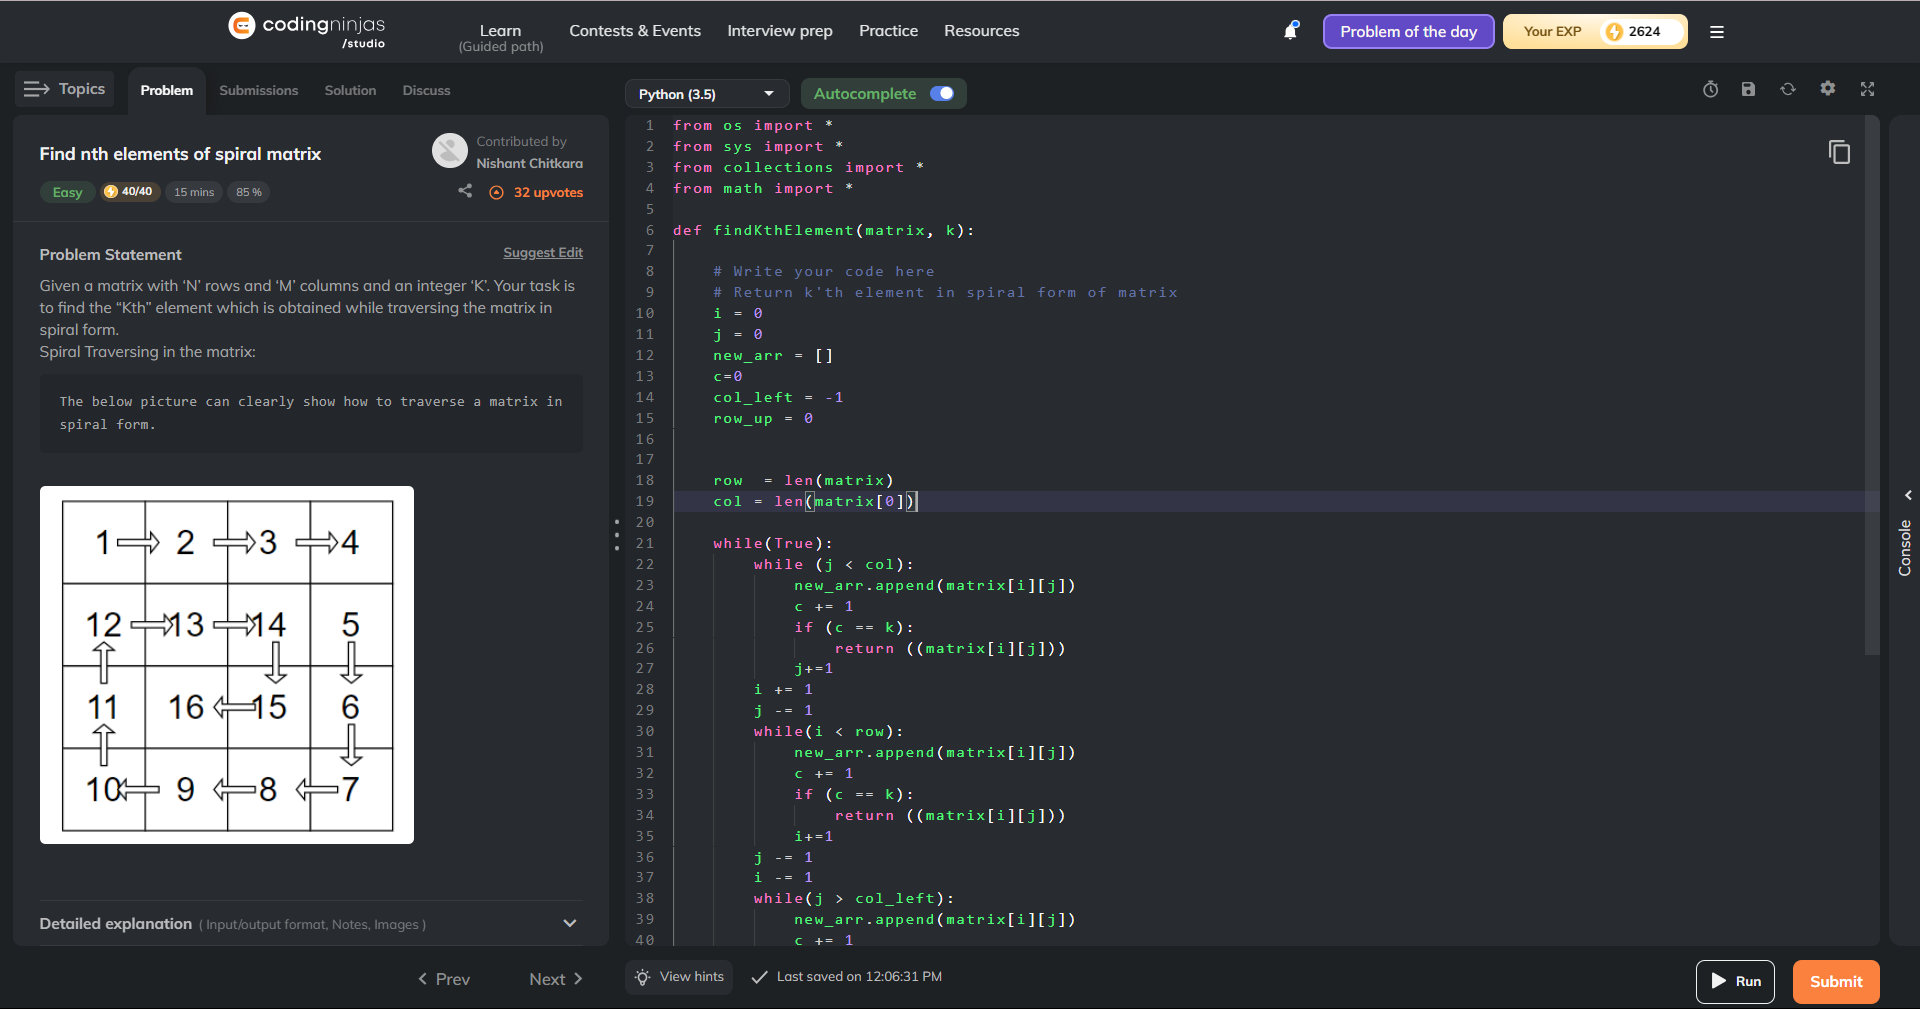 codingninjas
/studio
Learn
(Guided path)
Contests & Events
Interview prep
Practice
Resources
Problem of the day
Your EXP
2624
Topics
Problem
Submissions
Solution
Discuss
Find nth elements of spiral matrix
Contributed by
Nishant Chitkara
Easy
40/40
15 mins
85 %
32 upvotes
Problem Statement
Suggest Edit
Given a matrix with ‘N’ rows and ‘M’ columns and an integer ‘K’. Your task is
to find the “Kth” element which is obtained while traversing the matrix in
spiral form.
Spiral Traversing in the matrix:
The below picture can clearly show how to traverse a matrix in
spiral form.
1 2 3 4
12 13 14 5
11 16 15 6
10 9 8 7
Detailed explanation ( Input/output format, Notes, Images )
Prev
Next
Python (3.5)
Autocomplete
1 from os import *
2 from sys import *
3 from collections import *
4 from math import *
5
6 def findKthElement(matrix, k):
7
8 # Write your code here
9 # Return k'th element in spiral form of matrix
10 i = 0
11 j = 0
12 new_arr = []
13 c=0
14 col_left = -1
15 row_up = 0
16
17
18 row  = len(matrix)
19 col = len(matrix[0])
20
21 while(True):
22 while (j < col):
23 new_arr.append(matrix[i][j])
24 c += 1
25 if (c == k):
26 return ((matrix[i][j]))
27 j+=1
28 i += 1
29 j -= 1
30 while(i < row):
31 new_arr.append(matrix[i][j])
32 c += 1
33 if (c == k):
34 return ((matrix[i][j]))
35 i+=1
36 j -= 1
37 i -= 1
38 while(j > col_left):
39 new_arr.append(matrix[i][j])
40 c += 1
Console
View hints
Last saved on 12:06:31 PM
Run
Submit